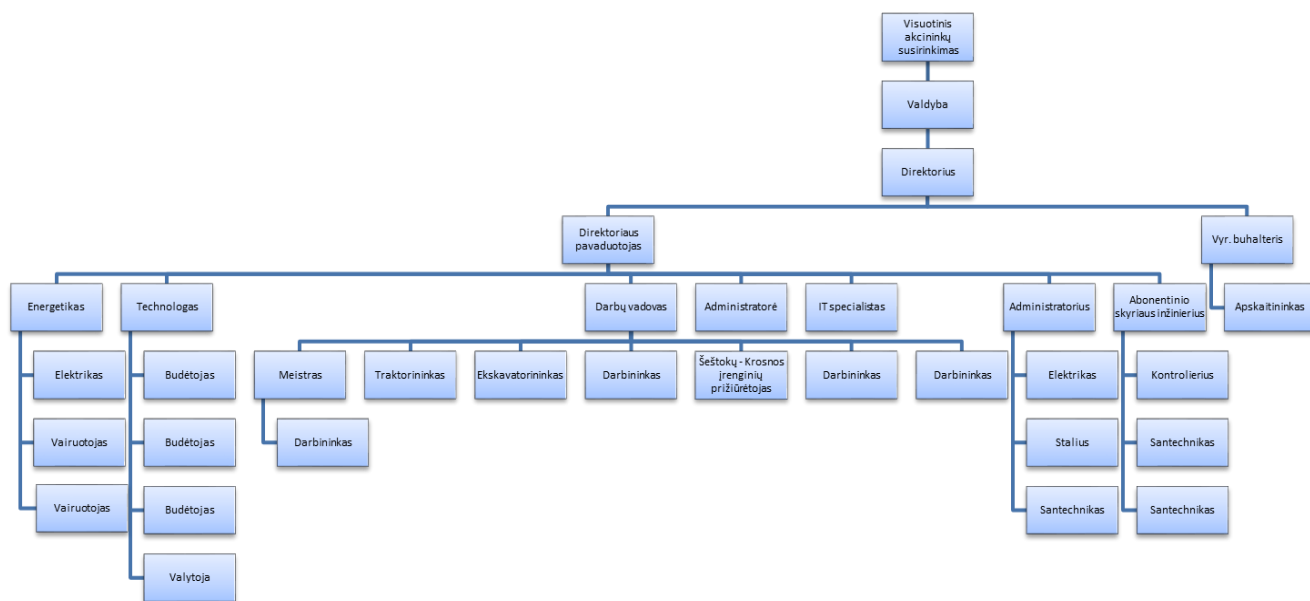 Visuotinis
akcininkų
susirinkimas
Valdyba
Direktorius
Direktoriaus
pavaduotojas
Vyr. buhalteris
Energetikas
Technologas
Darbų vadovas
Administratorė
IT specialistas
Administratorius
Abonentinio
skyriaus inžinierius
Apskaitininkas
Elektrikas
Budėtojas
Meistras
Traktorininkas
Ekskavatorininkas
Darbininkas
Šeštokų - Krosnos
įrenginių
prižiūrėtojas
Darbininkas
Darbininkas
Elektrikas
Kontrolierius
Vairuotojas
Budėtojas
Darbininkas
Stalius
Santechnikas
Vairuotojas
Budėtojas
Santechnikas
Santechnikas
Valytoja